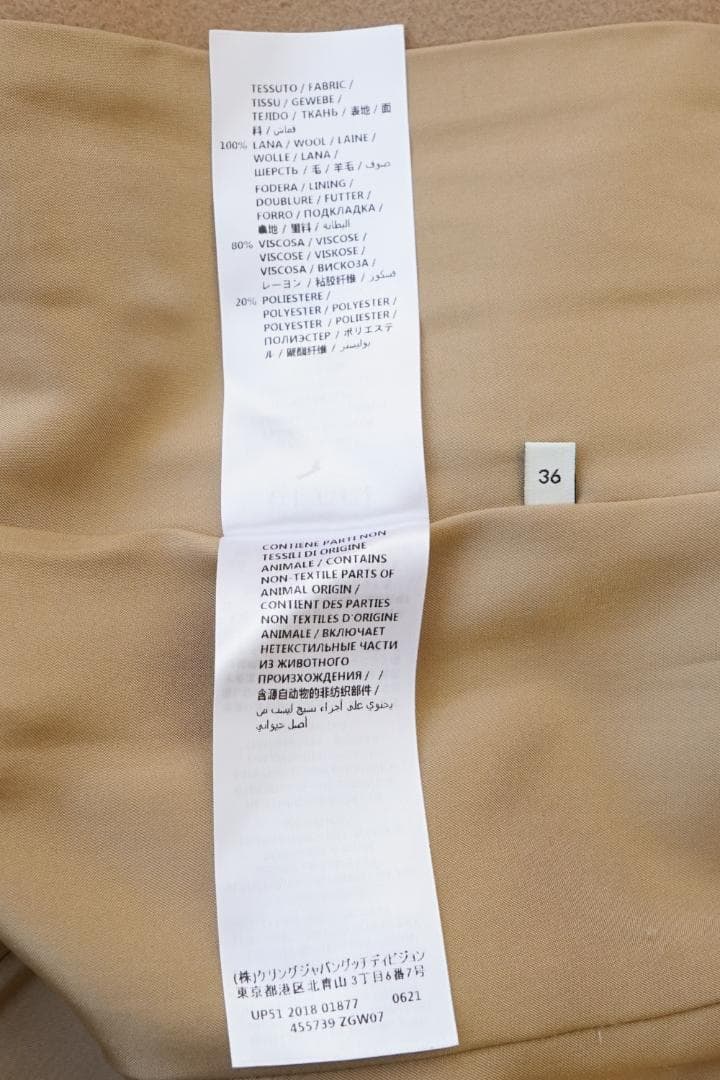 TESSUTO / FABRIC /
TISSU / GEWEBE /
TEJIDO / ТКАНЬ / 表地 / 面
料 / قماش
100% LANA / WOOL / LAINE /
WOLLE / LANA /
ШЕРСТЬ / 毛 / 羊毛 / صوف
FODERA / LINING /
DOUBLURE / FUTTER /
FORRO / ПОДКЛАДКА /
裏地 / 里料 / البطانة
80% VISCOSA / VISCOSE /
VISCOSE / VISKOSE /
VISCOSA / ВИСКОЗА /
レーヨン / 粘胶纤维 / فسكوز
20% POLIESTERE /
POLYESTER / POLYESTER /
POLYESTER / POLIESTER /
ПОЛИЭСТЕР / ポリエステ
ル / 聚酯纤维 / بوليستر
36
CONTIENE PARTI NON
TESSILI DI ORIGINE
ANIMALE / CONTAINS
NON-TEXTILE PARTS OF
ANIMAL ORIGIN /
CONTIENT DES PARTIES
NON TEXTILES D'ORIGINE
ANIMALE / ВКЛЮЧАЕТ
НЕТЕКСТИЛЬНЫЕ ЧАСТИ
ИЗ ЖИВОТНОГО
ПРОИЗХОЖДЕНИЯ / /
含源自动物的非纺织部件 /
يحتوي على أجزاء نسيج ليست من
أصل حيواني
(株)ケリングジャパングッチディビジョン
東京都港区北青山3丁目6番7号
UP51 2018 01877 0621
455739 ZGW07